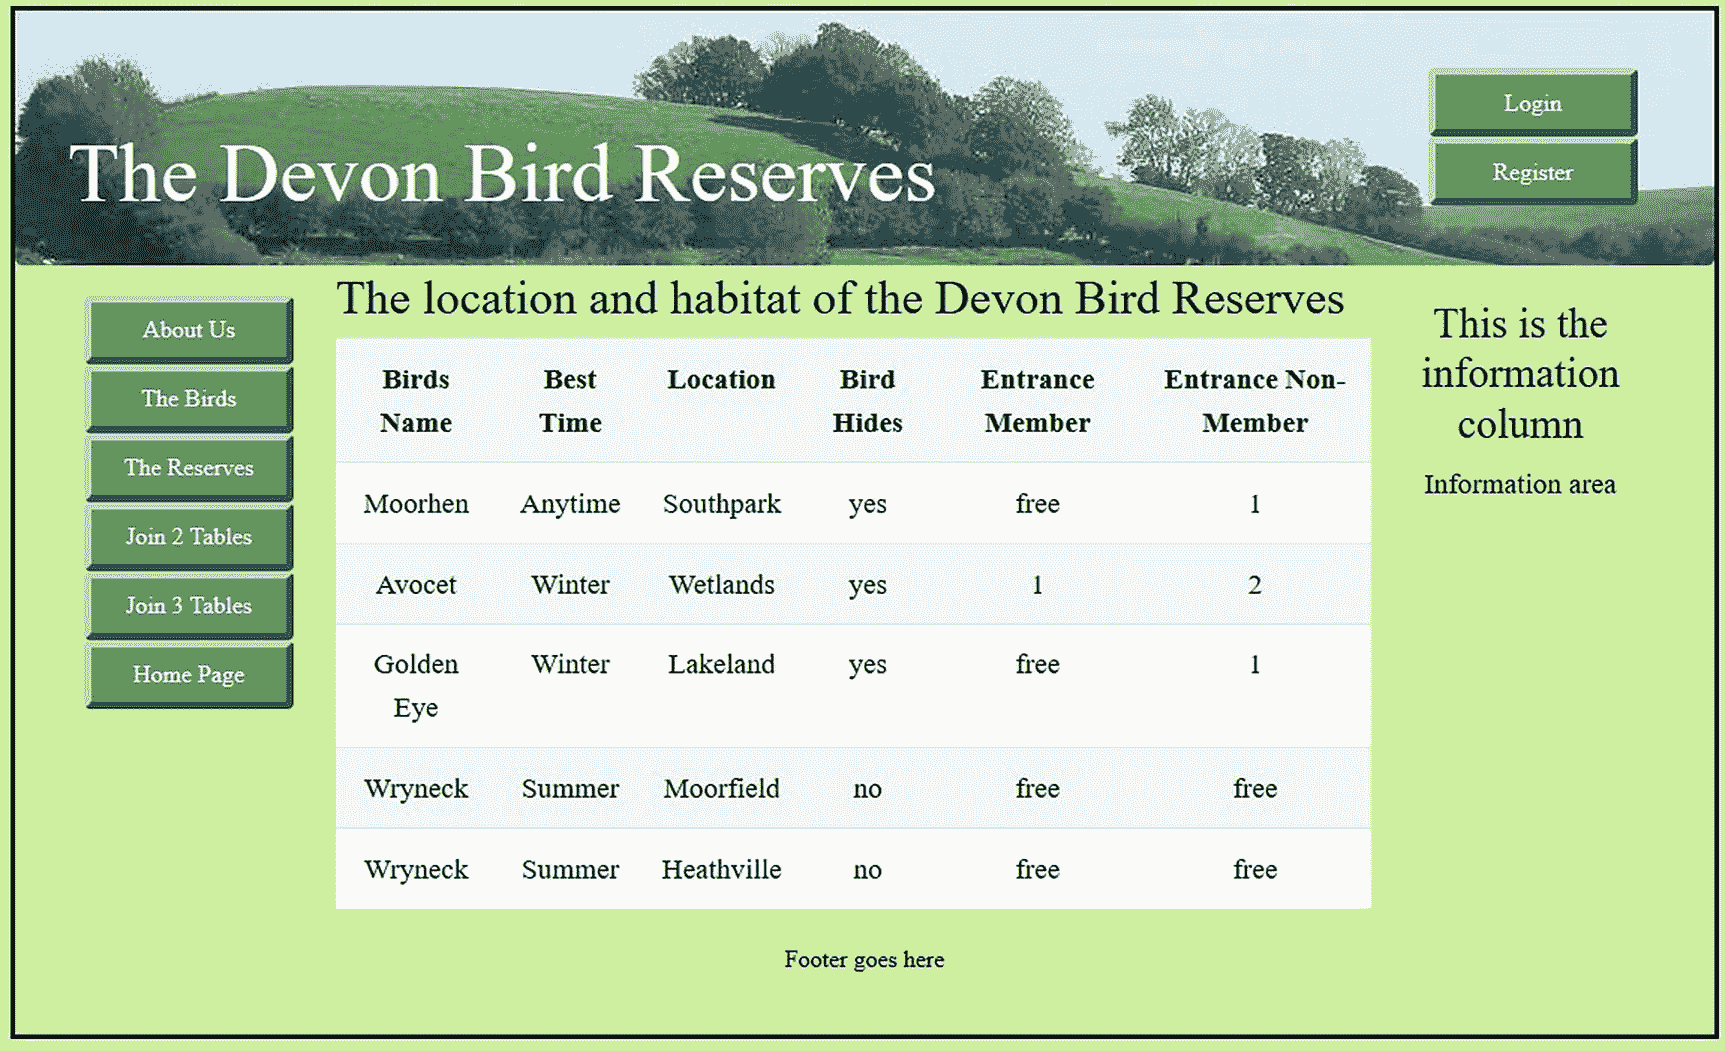 The Devon Bird Reserves
Login
Register
About Us
The Birds
The Reserves
Join 2 Tables
Join 3 Tables
Home Page
The location and habitat of the Devon Bird Reserves
Birds Name Best Time Location Bird Hides Entrance Member Entrance Non-Member
Moorhen Anytime Southpark yes free 1
Avocet Winter Wetlands yes 1 2
Golden Eye Winter Lakeland yes free 1
Wryneck Summer Moorfield no free free
Wryneck Summer Heathville no free free
This is the
information
column
Information area
Footer goes here